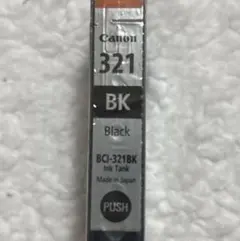 Canon
321
BK
Black
BCI-321BK
Ink Tank
Made in Japan
PUSH